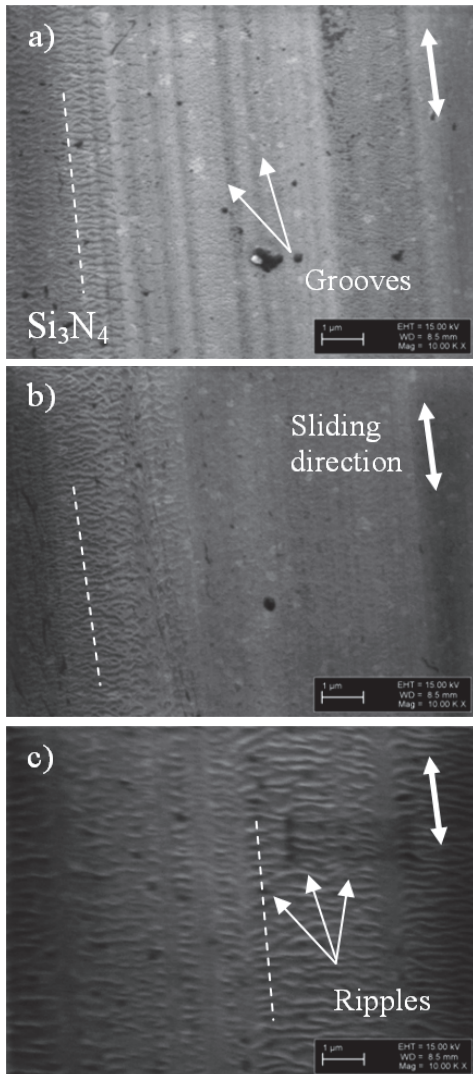 a)
Grooves
Si₃N₄
1 µm
EHT = 15.00 kV
WD = 8.5 mm
Mag = 10.00 K X
b)
Sliding
direction
1 µm
EHT = 15.00 kV
WD = 8.5 mm
Mag = 10.00 K X
c)
Ripples
1 µm
EHT = 15.00 kV
WD = 8.5 mm
Mag = 10.00 K X